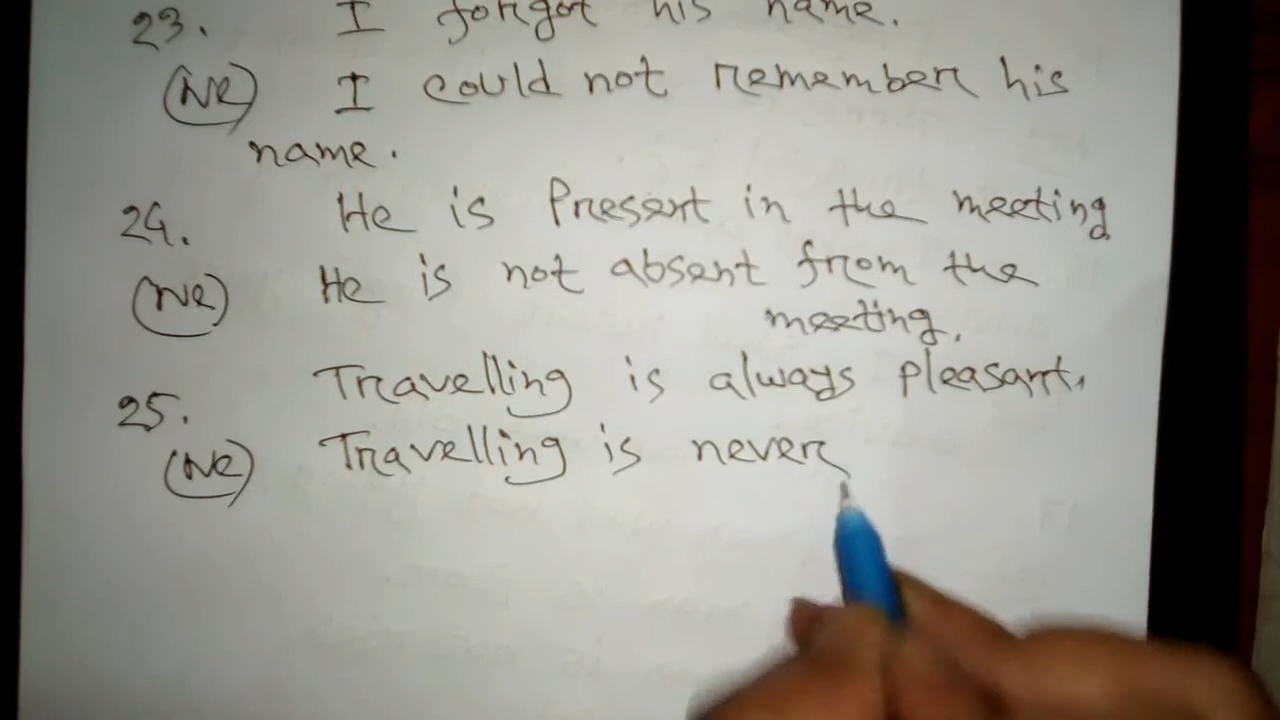 23. I forgot his name.
(Ne) I could not remember his
name.
24. He is Present in the meeting
(Ne) He is not absent from the
meeting.
25. Travelling is always pleasant.
(Ne) Travelling is never